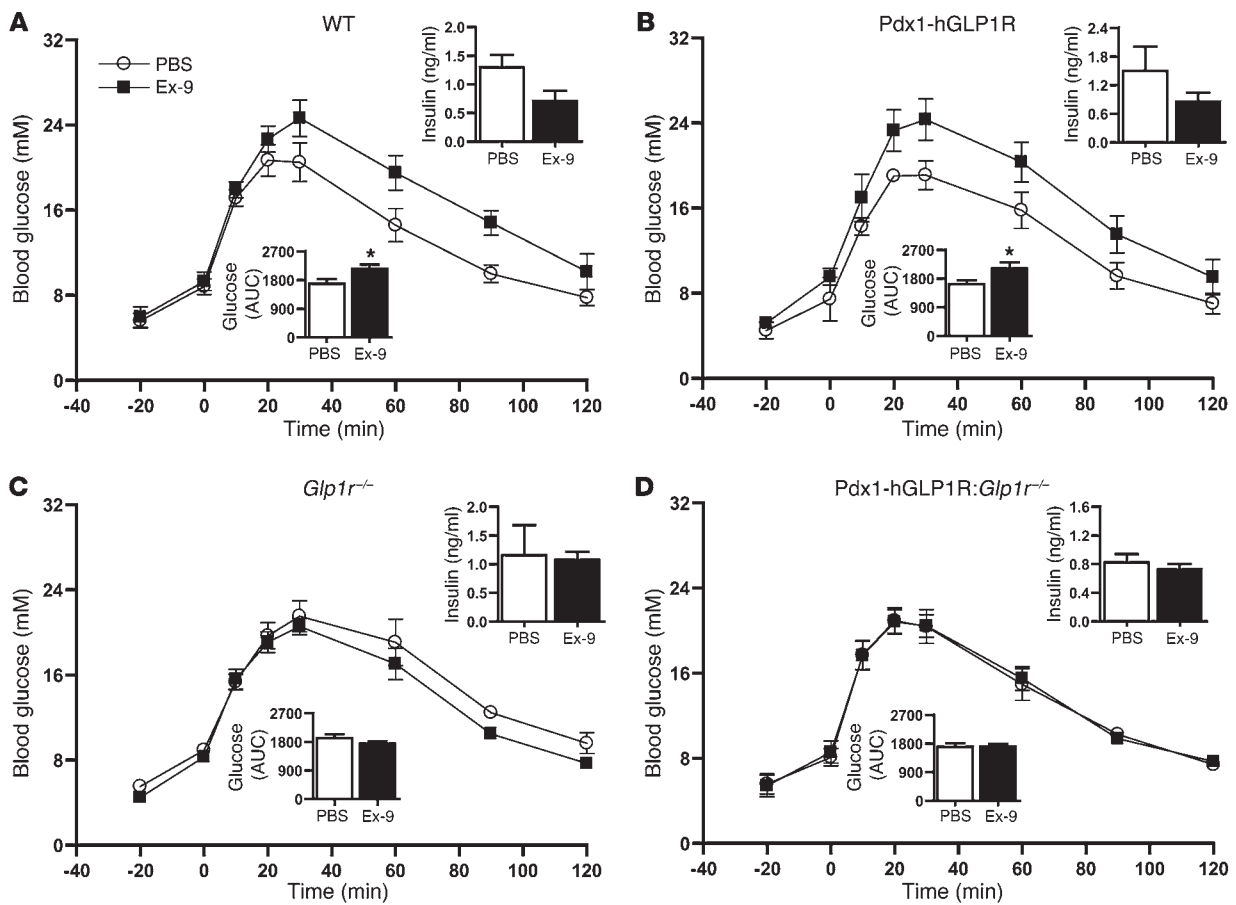 A
WT
32
24
16
8
0
Blood glucose (mM)
PBS
Ex-9
2.0
1.5
1.0
0.5
0.0
Insulin (ng/ml)
PBS Ex-9
2700
1800
900
0
Glucose
(AUC)
*
PBS Ex-9
-40 -20 0 20 40 60 80 100 120
Time (min)
B
Pdx1-hGLP1R
32
24
16
8
0
Blood glucose (mM)
2.4
1.8
1.2
0.6
0.0
Insulin (ng/ml)
PBS Ex-9
2700
1800
900
0
Glucose
(AUC)
*
PBS Ex-9
-40 -20 0 20 40 60 80 100 120
Time (min)
C
Glp1r–/–
32
24
16
8
0
Blood glucose (mM)
2.0
1.5
1.0
0.5
0.0
Insulin (ng/ml)
PBS Ex-9
2700
1800
900
0
Glucose
(AUC)
PBS Ex-9
-40 -20 0 20 40 60 80 100 120
Time (min)
D
Pdx1-hGLP1R:Glp1r–/–
32
24
16
8
0
Blood glucose (mM)
1.6
1.2
0.8
0.4
0.0
Insulin (ng/ml)
PBS Ex-9
2700
1800
900
0
Glucose
(AUC)
PBS Ex-9
-40 -20 0 20 40 60 80 100 120
Time (min)